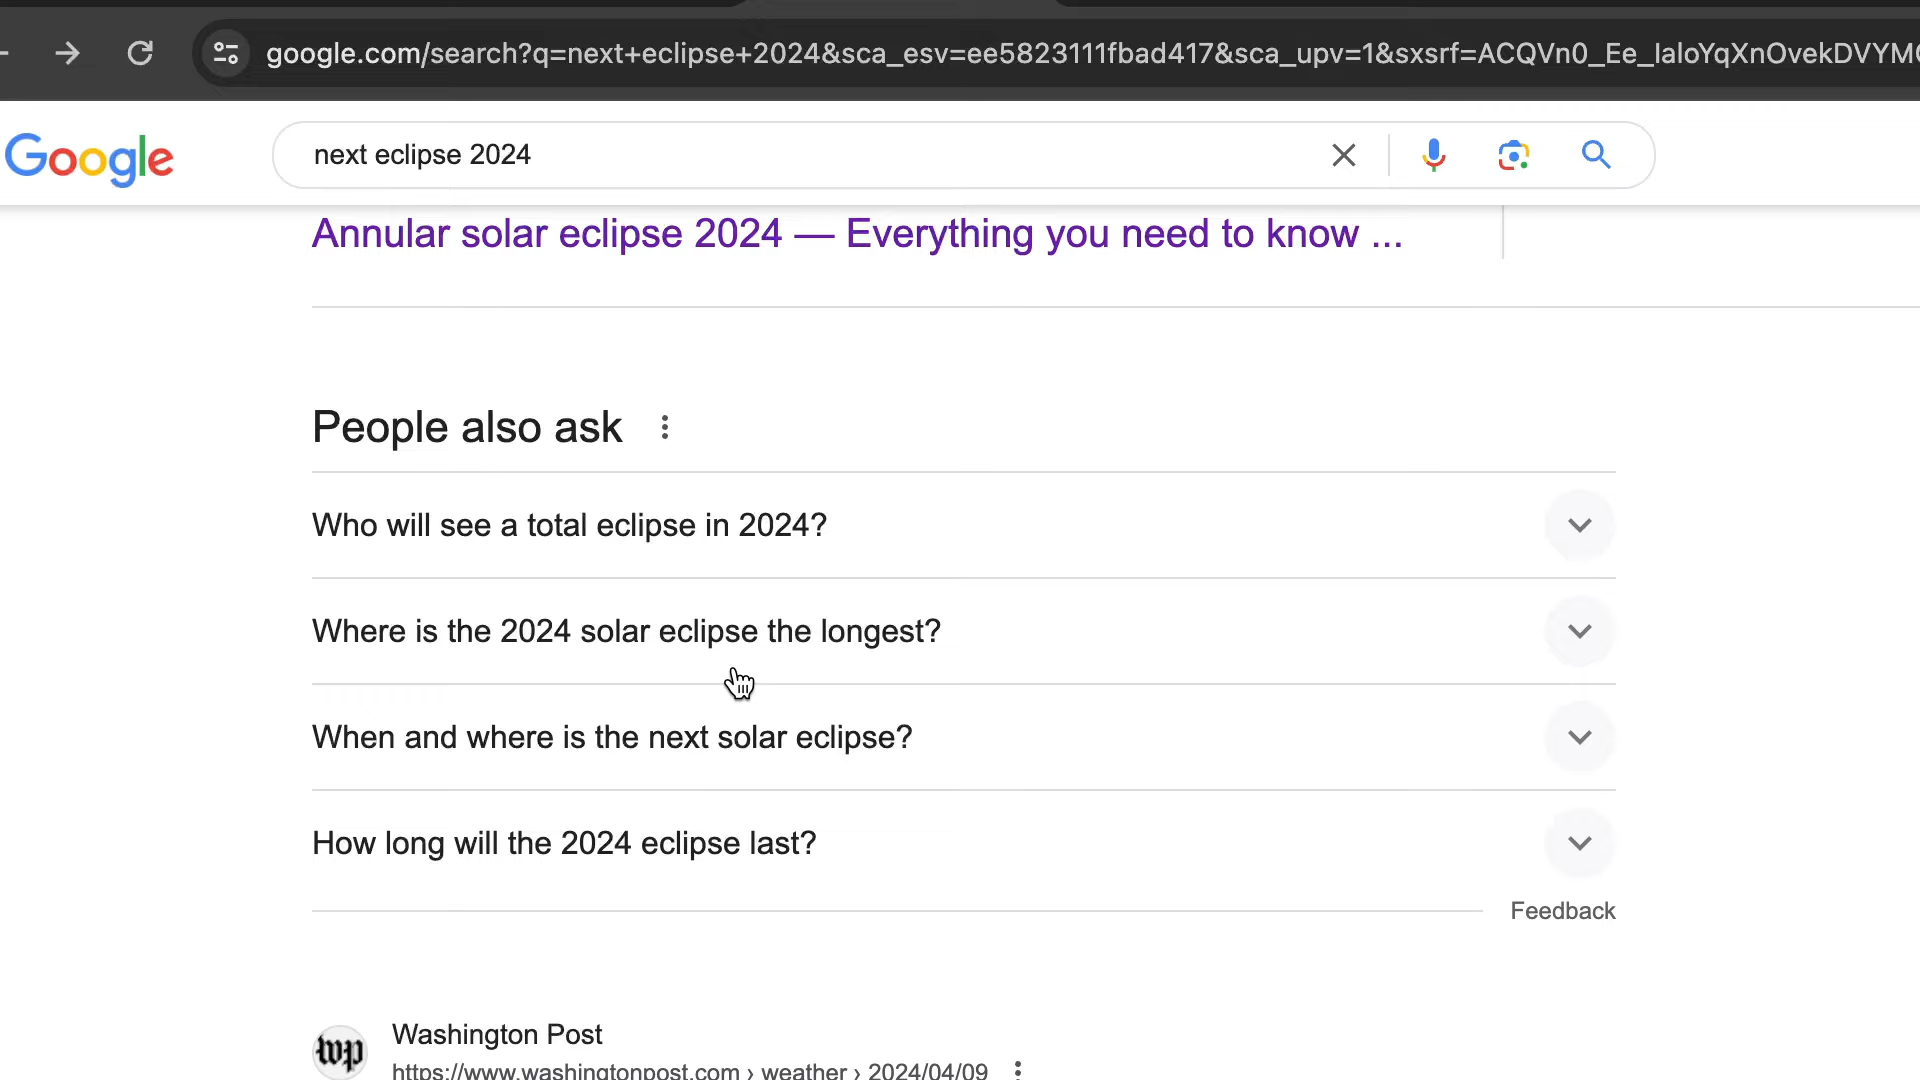 google.com/search?q=next+eclipse+2024&sca_esv=ee5823111fbad417&sca_upv=1&sxsrf=ACQVn0_Ee_IaloYqXnOvekDVYM
Google
next eclipse 2024
Annular solar eclipse 2024 — Everything you need to know ...
People also ask
Who will see a total eclipse in 2024?
Where is the 2024 solar eclipse the longest?
When and where is the next solar eclipse?
How long will the 2024 eclipse last?
Feedback
wp
Washington Post
https://www.washingtonpost.com › weather › 2024/04/09